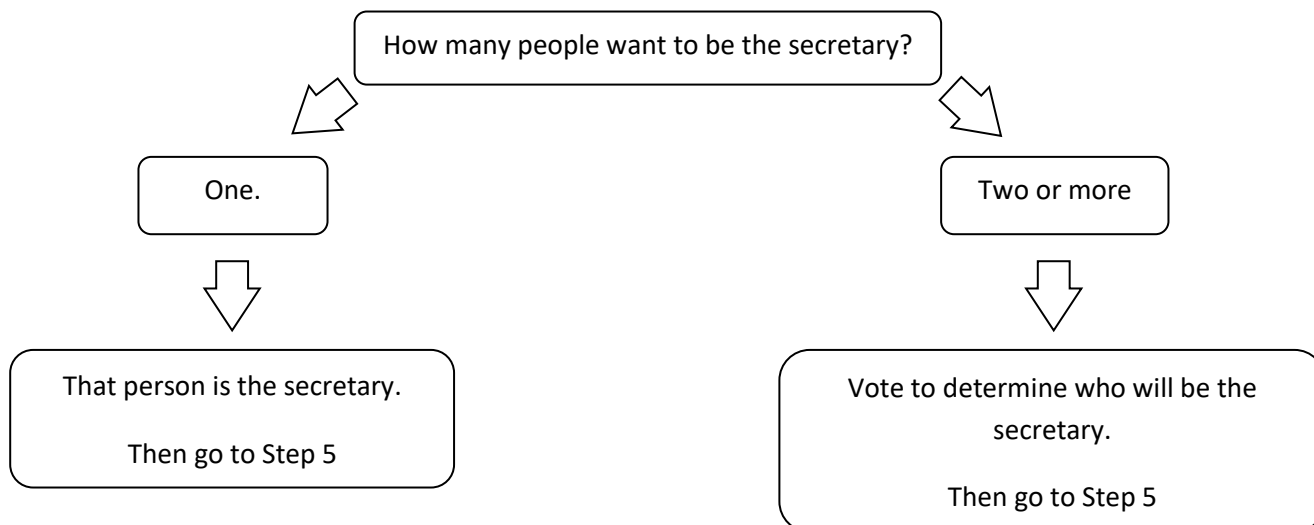 How many people want to be the secretary?
One.
Two or more
That person is the secretary.
Then go to Step 5
Vote to determine who will be the
secretary.
Then go to Step 5